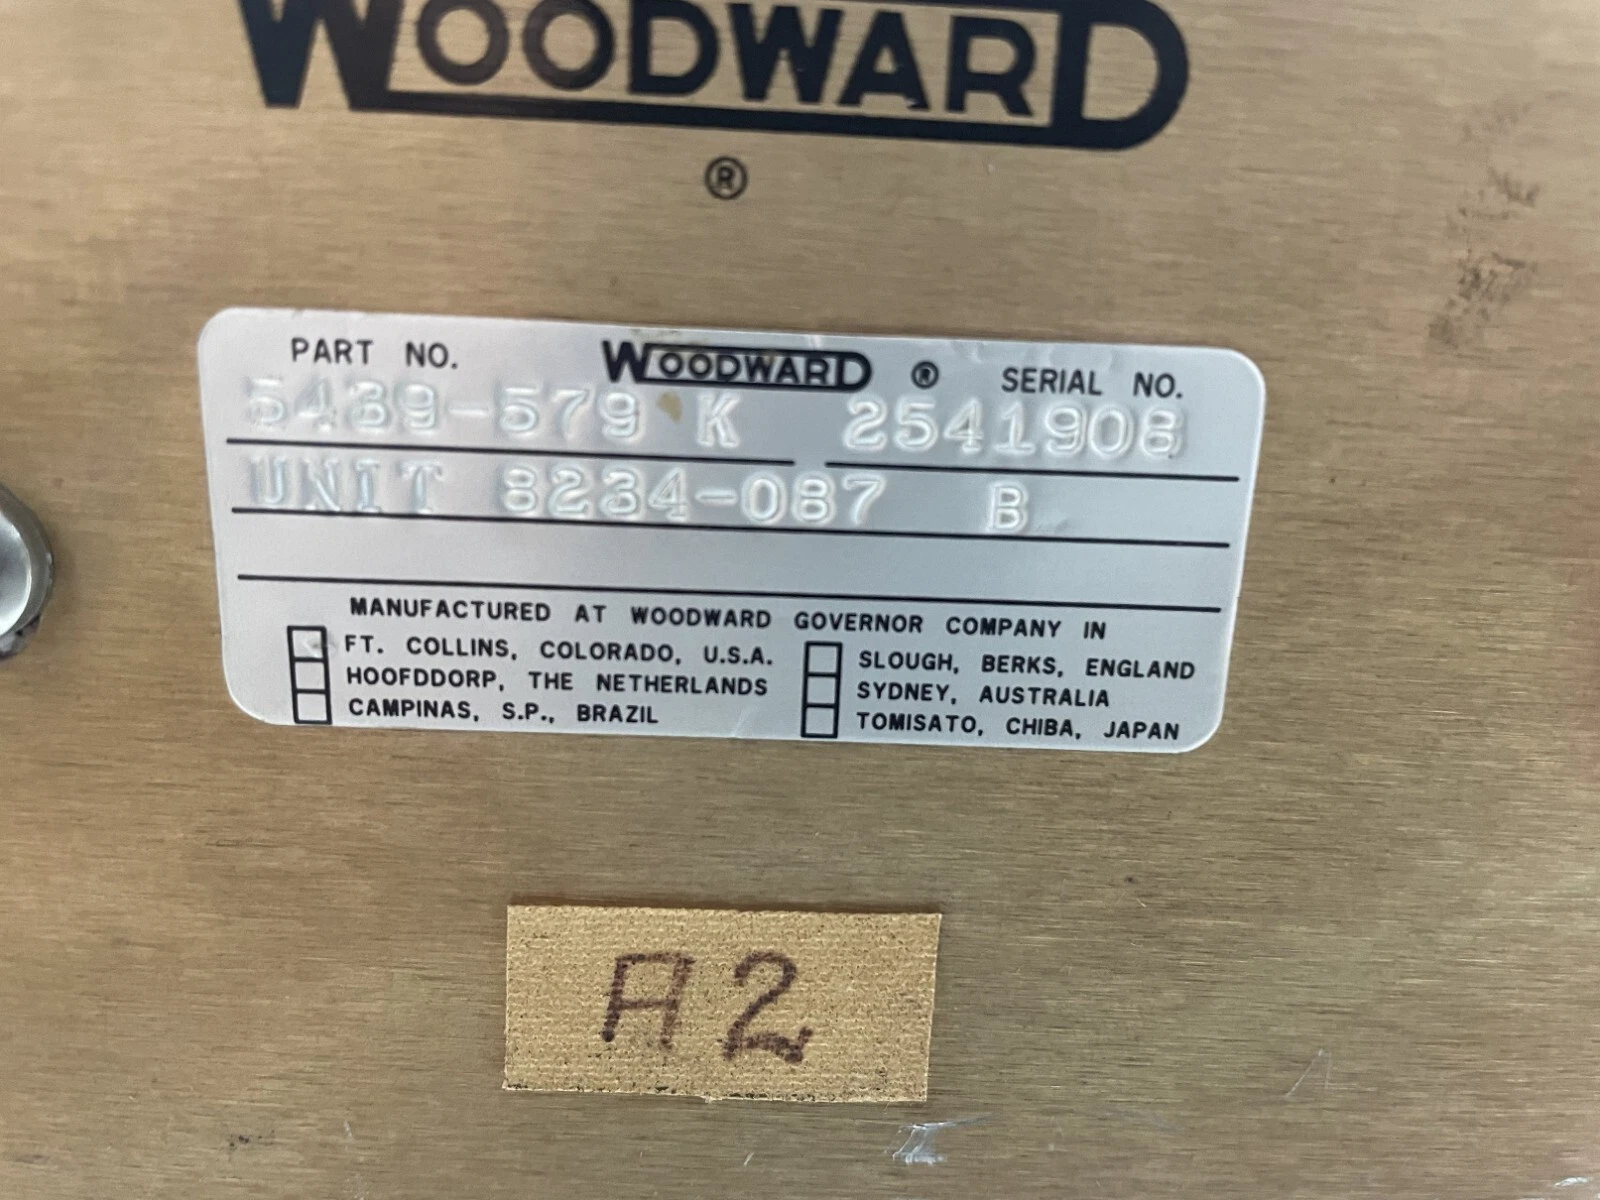 WOODWARD
®
PART NO. WOODWARD ® SERIAL NO.
5439-579 K 2541908
UNIT 8234-087 B
MANUFACTURED AT WOODWARD GOVERNOR COMPANY IN
FT. COLLINS, COLORADO, U.S.A.
HOOFDDORP, THE NETHERLANDS
CAMPINAS, S.P., BRAZIL
SLOUGH, BERKS, ENGLAND
SYDNEY, AUSTRALIA
TOMISATO, CHIBA, JAPAN
A2